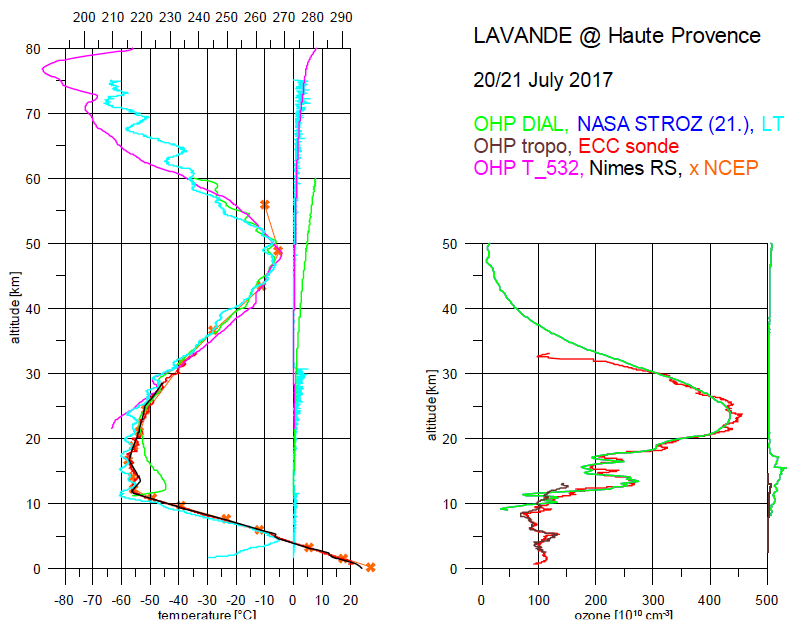 200 210 220 230 240 250 260 270 280 290
LAVANDE @ Haute Provence
20/21 July 2017
OHP DIAL, NASA STROZ (21.), LT
OHP tropo, ECC sonde
OHP T_532, Nimes RS, x NCEP
80
70
60
50
40
30
20
10
0
altitude [km]
-80 -70 -60 -50 -40 -30 -20 -10 0 10 20
temperature [°C]
50
40
30
20
10
0
altitude [km]
0 100 200 300 400 500
ozone [10¹⁰ cm⁻³]